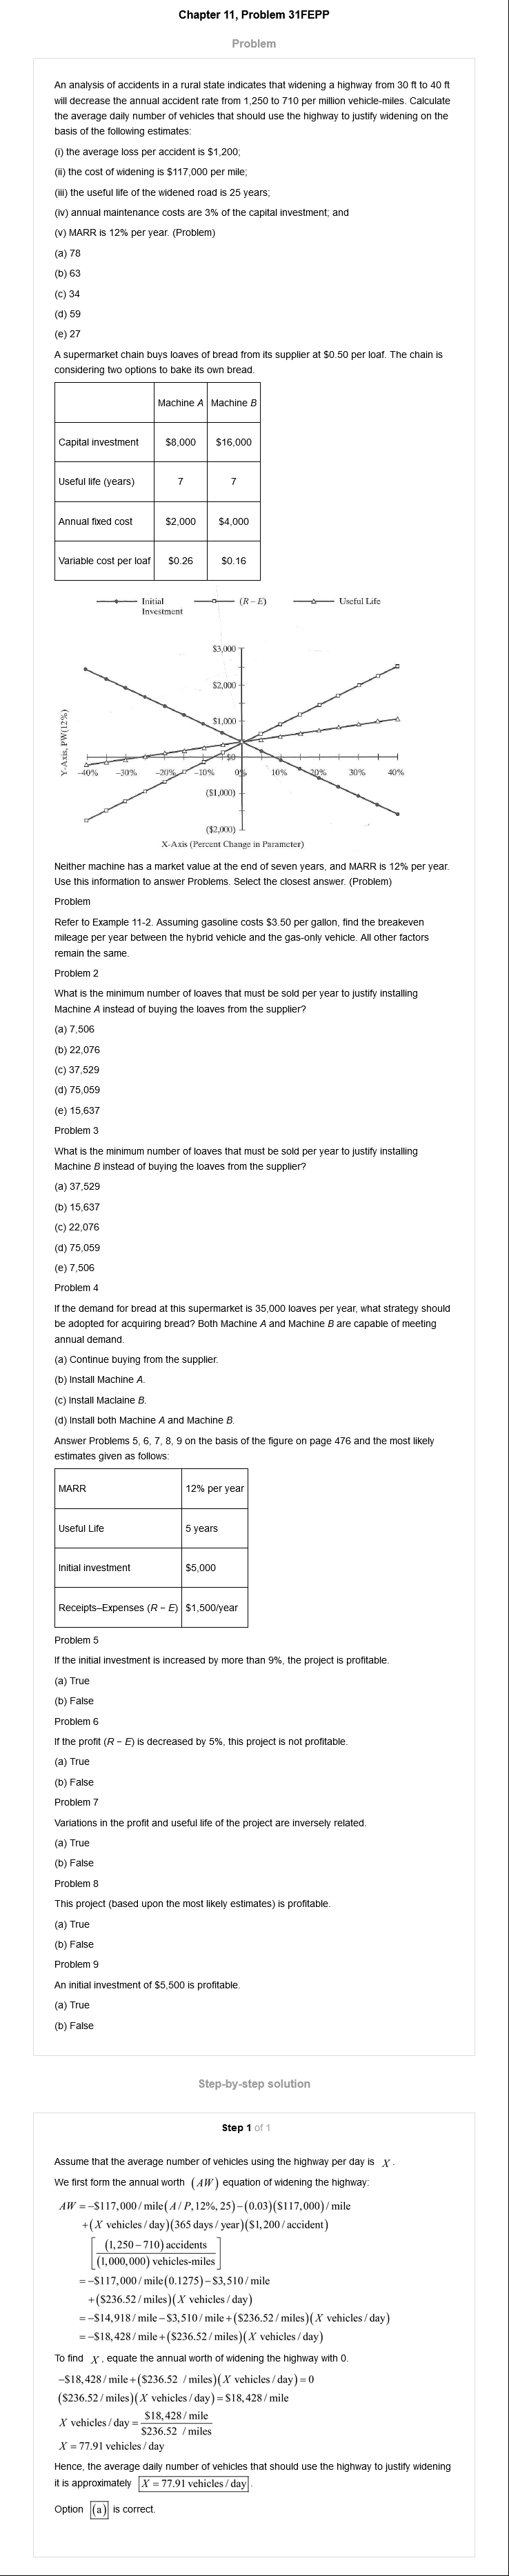 Chapter 11, Problem 31FEPP
Problem
An analysis of accidents in a rural state indicates that widening a highway from 30 ft to 40 ft
will decrease the annual accident rate from 1,250 to 710 per million vehicle-miles. Calculate
the average daily number of vehicles that should use the highway to justify widening on the
basis of the following estimates:
(i) the average loss per accident is $1,200;
(ii) the cost of widening is $117,000 per mile;
(iii) the useful life of the widened road is 25 years;
(iv) annual maintenance costs are 3% of the capital investment; and
(v) MARR is 12% per year. (Problem)
(a) 78
(b) 63
(c) 34
(d) 59
(e) 27
A supermarket chain buys loaves of bread from its supplier at $0.50 per loaf. The chain is
considering two options to bake its own bread.
Machine A Machine B
Capital investment $8,000 $16,000
Useful life (years) 7 7
Annual fixed cost $2,000 $4,000
Variable cost per loaf $0.26 $0.16
Initial Investment (R – E) Useful Life
$3,000
$2,000
$1,000
$0
–40% –30% –20% –10% 0% 10% 20% 30% 40%
($1,000)
($2,000)
Y-Axis, PW(12%)
X-Axis (Percent Change in Parameter)
Neither machine has a market value at the end of seven years, and MARR is 12% per year.
Use this information to answer Problems. Select the closest answer. (Problem)
Problem
Refer to Example 11-2. Assuming gasoline costs $3.50 per gallon, find the breakeven
mileage per year between the hybrid vehicle and the gas-only vehicle. All other factors
remain the same.
Problem 2
What is the minimum number of loaves that must be sold per year to justify installing
Machine A instead of buying the loaves from the supplier?
(a) 7,506
(b) 22,076
(c) 37,529
(d) 75,059
(e) 15,637
Problem 3
What is the minimum number of loaves that must be sold per year to justify installing
Machine B instead of buying the loaves from the supplier?
(a) 37,529
(b) 15,637
(c) 22,076
(d) 75,059
(e) 7,506
Problem 4
If the demand for bread at this supermarket is 35,000 loaves per year, what strategy should
be adopted for acquiring bread? Both Machine A and Machine B are capable of meeting
annual demand.
(a) Continue buying from the supplier.
(b) Install Machine A.
(c) Install Maclaine B.
(d) Install both Machine A and Machine B.
Answer Problems 5, 6, 7, 8, 9 on the basis of the figure on page 476 and the most likely
estimates given as follows:
MARR 12% per year
Useful Life 5 years
Initial investment $5,000
Receipts–Expenses (R − E) $1,500/year
Problem 5
If the initial investment is increased by more than 9%, the project is profitable.
(a) True
(b) False
Problem 6
If the profit (R − E) is decreased by 5%, this project is not profitable.
(a) True
(b) False
Problem 7
Variations in the profit and useful life of the project are inversely related.
(a) True
(b) False
Problem 8
This project (based upon the most likely estimates) is profitable.
(a) True
(b) False
Problem 9
An initial investment of $5,500 is profitable.
(a) True
(b) False
Step-by-step solution
Step 1 of 1
Assume that the average number of vehicles using the highway per day is X.
We first form the annual worth (AW) equation of widening the highway:
AW = −$117,000/mile(A/P,12%,25)−(0.03)($117,000)/mile
+(X vehicles/day)(365 days/year)($1,200/accident)
[(1,250−710) accidents
(1,000,000) vehicles-miles]
= −$117,000/mile(0.1275)−$3,510/mile
+($236.52/miles)(X vehicles/day)
= −$14,918/mile−$3,510/mile+($236.52/miles)(X vehicles/day)
= −$18,428/mile+($236.52/miles)(X vehicles/day)
To find X, equate the annual worth of widening the highway with 0.
−$18,428/mile+($236.52 /miles)(X vehicles/day)=0
($236.52/miles)(X vehicles/day)=$18,428/mile
X vehicles/day = $18,428/mile
$236.52 /miles
X = 77.91 vehicles/day
Hence, the average daily number of vehicles that should use the highway to justify widening
it is approximately X = 77.91 vehicles/day.
Option (a) is correct.